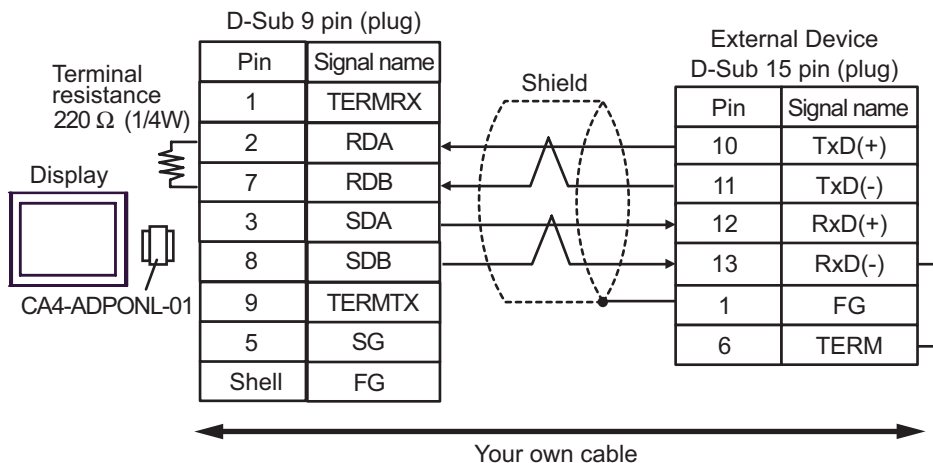 D-Sub 9 pin (plug)
Pin Signal name
1 TERMRX
2 RDA
7 RDB
3 SDA
8 SDB
9 TERMTX
5 SG
Shell FG
Terminal
resistance
220 Ω (1/4W)
Display
CA4-ADPONL-01
Shield
External Device
D-Sub 15 pin (plug)
Pin Signal name
10 TxD(+)
11 TxD(-)
12 RxD(+)
13 RxD(-)
1 FG
6 TERM
Your own cable